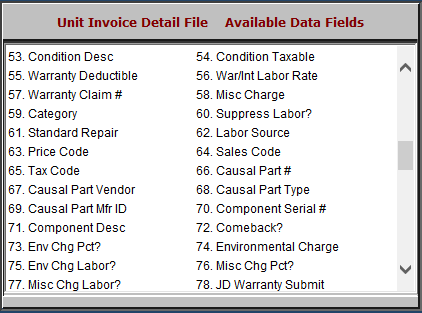 Unit Invoice Detail File    Available Data Fields
53. Condition Desc    54. Condition Taxable
55. Warranty Deductible    56. War/Int Labor Rate
57. Warranty Claim #    58. Misc Charge
59. Category    60. Suppress Labor?
61. Standard Repair    62. Labor Source
63. Price Code    64. Sales Code
65. Tax Code    66. Causal Part #
67. Causal Part Vendor    68. Causal Part Type
69. Causal Part Mfr ID    70. Component Serial #
71. Component Desc    72. Comeback?
73. Env Chg Pct?    74. Environmental Charge
75. Env Chg Labor?    76. Misc Chg Pct?
77. Misc Chg Labor?    78. JD Warranty Submit